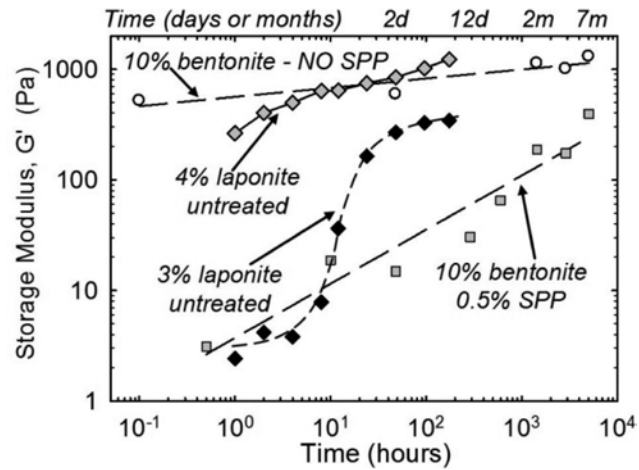 Time (days or months) 2d 12d 2m 7m
1000
100
10
1
Storage Modulus, G' (Pa)
10% bentonite - NO SPP
4% laponite
untreated
3% laponite
untreated
10% bentonite
0.5% SPP
10⁻¹ 10⁰ 10¹ 10² 10³ 10⁴
Time (hours)